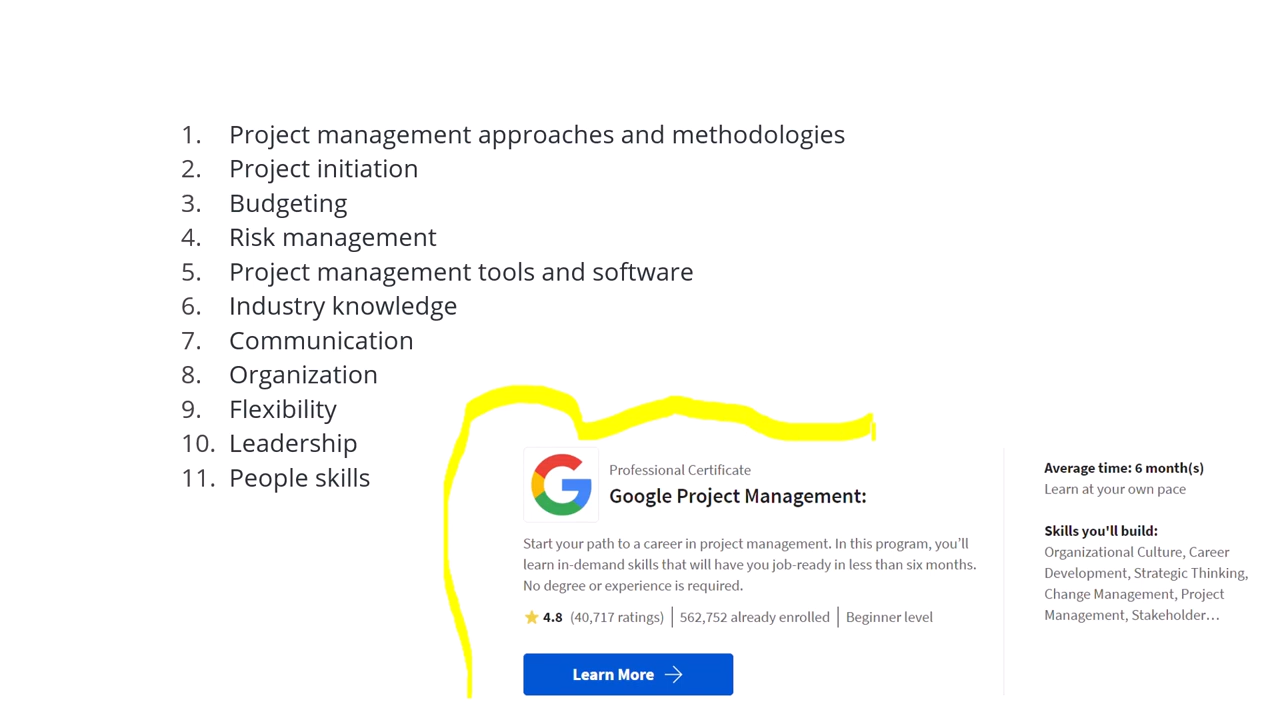 1. Project management approaches and methodologies
2. Project initiation
3. Budgeting
4. Risk management
5. Project management tools and software
6. Industry knowledge
7. Communication
8. Organization
9. Flexibility
10. Leadership
11. People skills
Professional Certificate
Google Project Management:
Start your path to a career in project management. In this program, you'll
learn in-demand skills that will have you job-ready in less than six months.
No degree or experience is required.
4.8 (40,717 ratings) | 562,752 already enrolled | Beginner level
Learn More →
Average time: 6 month(s)
Learn at your own pace
Skills you'll build:
Organizational Culture, Career
Development, Strategic Thinking,
Change Management, Project
Management, Stakeholder…